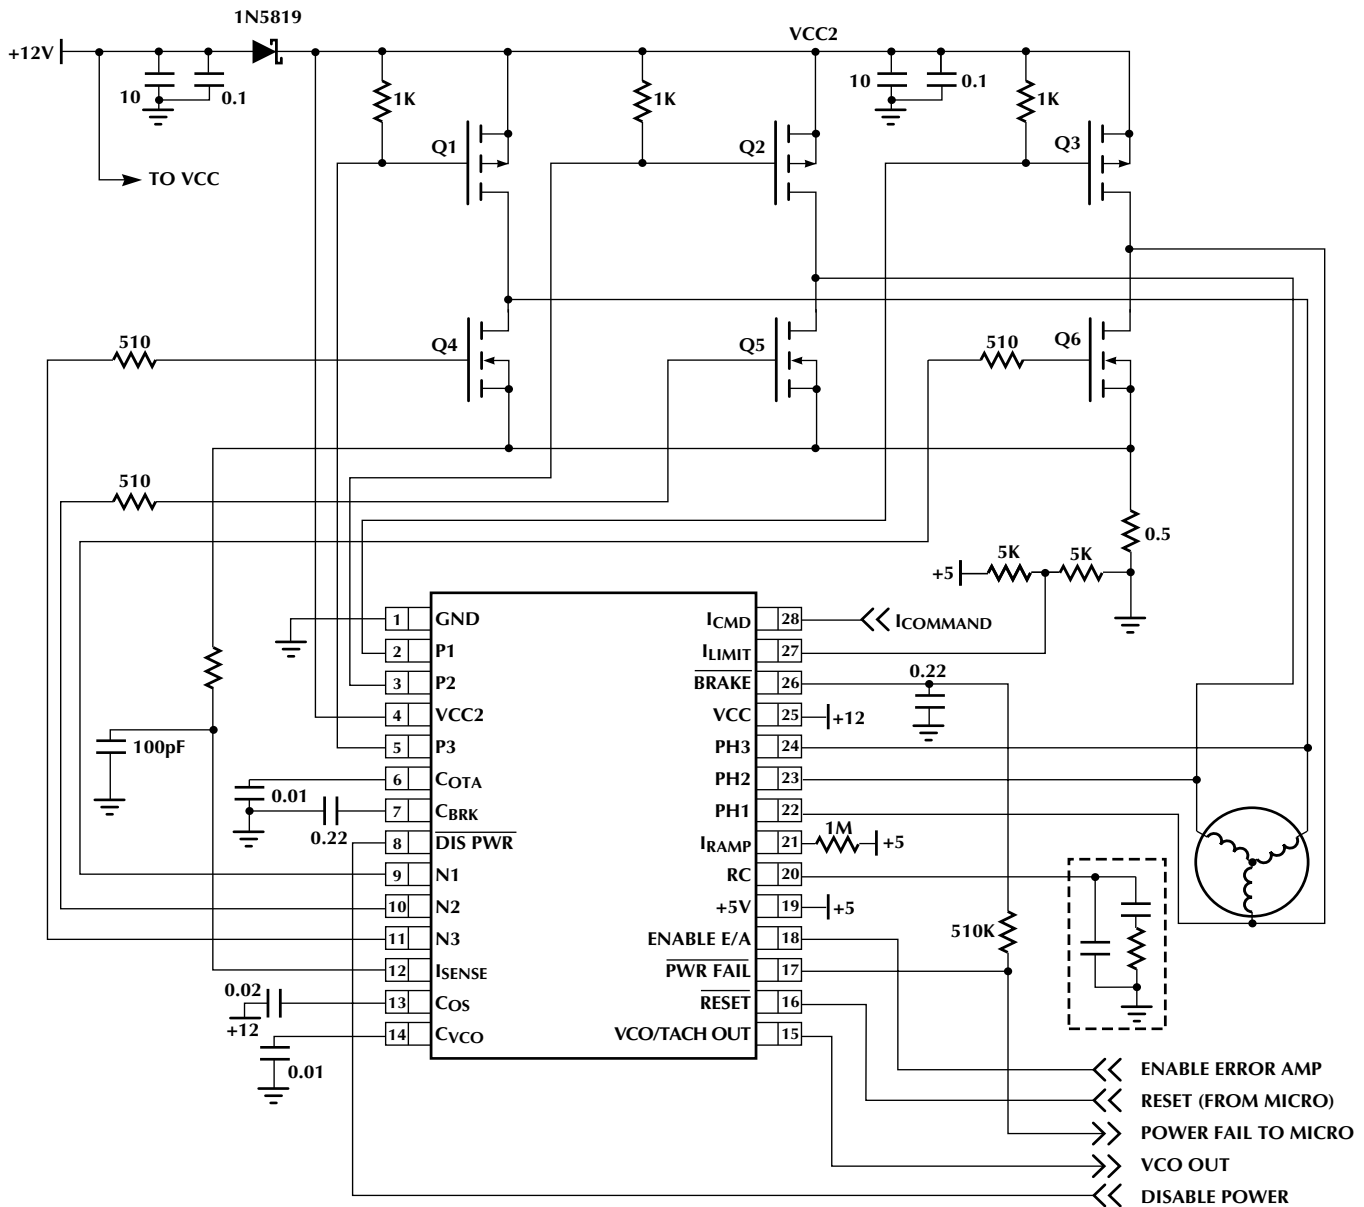 1N5819
+12V
VCC2
10
0.1
1K
1K
10
0.1
1K
Q1
Q2
Q3
TO VCC
510
Q4
Q5
510
Q6
510
0.5
+5
5K
5K
1
GND
2
P1
3
P2
4
VCC2
5
P3
6
COTA
7
CBRK
8
DIS PWR
9
N1
10
N2
11
N3
12
ISENSE
13
COS
14
CVCO
ICMD
28
ICOMMAND
ILIMIT
27
BRAKE
26
0.22
VCC
25
+12
PH3
24
PH2
23
PH1
22
IRAMP
21
1M
+5
RC
20
+5V
19
+5
ENABLE E/A
18
510K
PWR FAIL
17
RESET
16
VCO/TACH OUT
15
100pF
0.01
0.22
0.02
+12
0.01
ENABLE ERROR AMP
RESET (FROM MICRO)
POWER FAIL TO MICRO
VCO OUT
DISABLE POWER